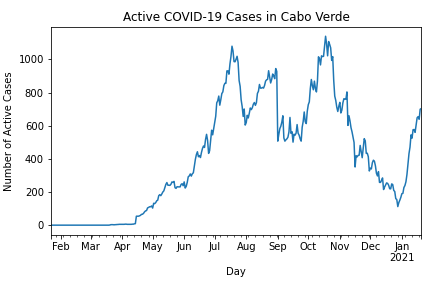 Active COVID-19 Cases in Cabo Verde
Number of Active Cases
1000
800
600
400
200
0
Feb Mar Apr May Jun Jul Aug Sep Oct Nov Dec Jan
2021
Day